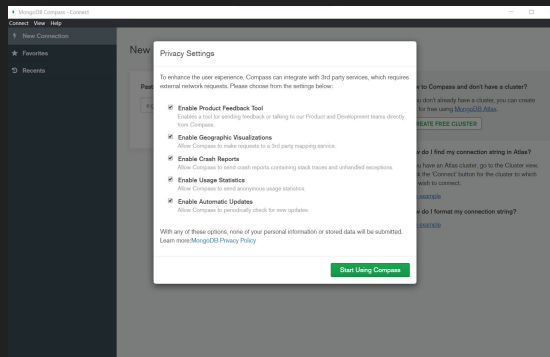 MongoDB Compass - Connect
Connect View Help
New Connection
Favorites
Recents
New
Privacy Settings
To enhance the user experience, Compass can integrate with 3rd party services, which requires
external network requests. Please choose from the settings below:
Enable Product Feedback Tool
Enables a tool for sending feedback or talking to our Product and Development teams directly
from Compass.
Enable Geographic Visualizations
Allow Compass to make requests to a 3rd party mapping service.
Enable Crash Reports
Allow Compass to send crash reports containing stack traces and unhandled exceptions.
Enable Usage Statistics
Allow Compass to send anonymous usage statistics.
Enable Automatic Updates
Allow Compass to periodically check for new updates.
With any of these options, none of your personal information or stored data will be submitted.
Learn more:MongoDB Privacy Policy
Start Using Compass
to Compass and don't have a cluster?
don't already have a cluster, you can create
for free using MongoDB Atlas.
CREATE FREE CLUSTER
do I find my connection string in Atlas?
have an Atlas cluster, go to the Cluster view.
the 'Connect' button for the cluster to which
wish to connect.
example
do I format my connection string?
example